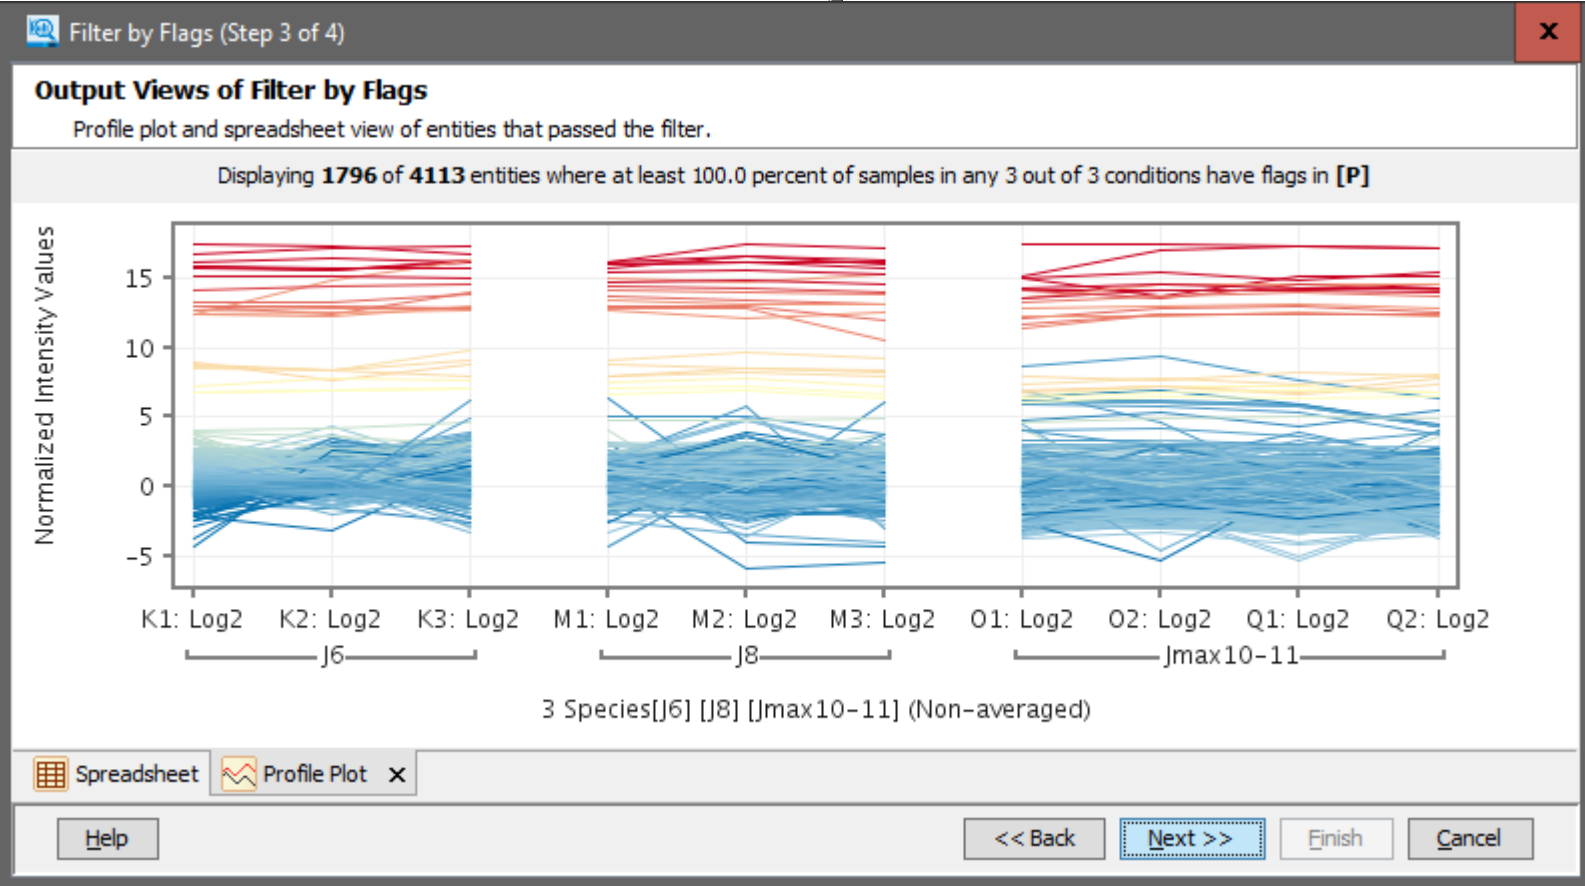 Filter by Flags (Step 3 of 4)
x
Output Views of Filter by Flags
Profile plot and spreadsheet view of entities that passed the filter.
Displaying 1796 of 4113 entities where at least 100.0 percent of samples in any 3 out of 3 conditions have flags in [P]
Normalized Intensity Values
15
10
5
0
−5
K1: Log2 K2: Log2 K3: Log2 M1: Log2 M2: Log2 M3: Log2 O1: Log2 O2: Log2 Q1: Log2 Q2: Log2
J6 J8 Jmax10−11
3 Species[J6] [J8] [Jmax10−11] (Non−averaged)
Spreadsheet Profile Plot ×
Help << Back Next >> Finish Cancel